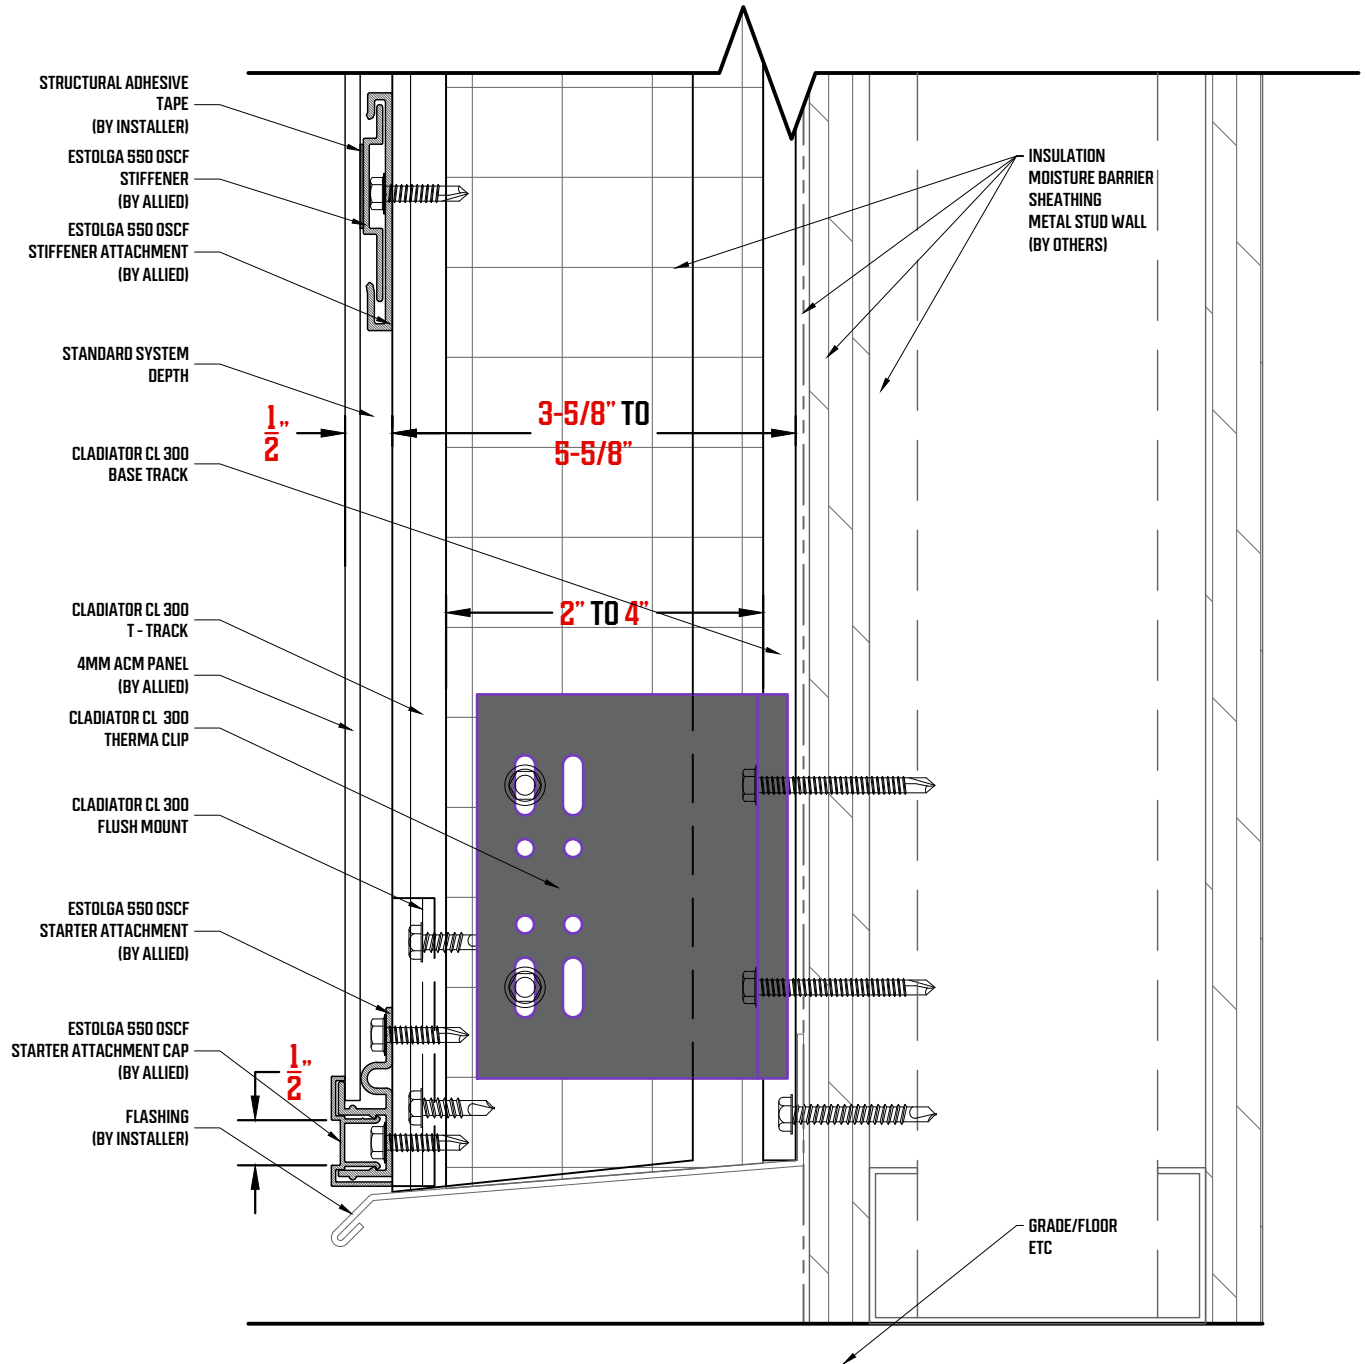 STRUCTURAL ADHESIVE
TAPE
(BY INSTALLER)
ESTOLGA 550 OSCF
STIFFENER
(BY ALLIED)
ESTOLGA 550 OSCF
STIFFENER ATTACHMENT
(BY ALLIED)
STANDARD SYSTEM
DEPTH
CLADIATOR CL 300
BASE TRACK
CLADIATOR CL 300
T - TRACK
4MM ACM PANEL
(BY ALLIED)
CLADIATOR CL 300
THERMA CLIP
CLADIATOR CL 300
FLUSH MOUNT
ESTOLGA 550 OSCF
STARTER ATTACHMENT
(BY ALLIED)
ESTOLGA 550 OSCF
STARTER ATTACHMENT CAP
(BY ALLIED)
FLASHING
(BY INSTALLER)
1/2"
3-5/8" TO
5-5/8"
2" TO 4"
1/2"
INSULATION
MOISTURE BARRIER
SHEATHING
METAL STUD WALL
(BY OTHERS)
GRADE/FLOOR
ETC